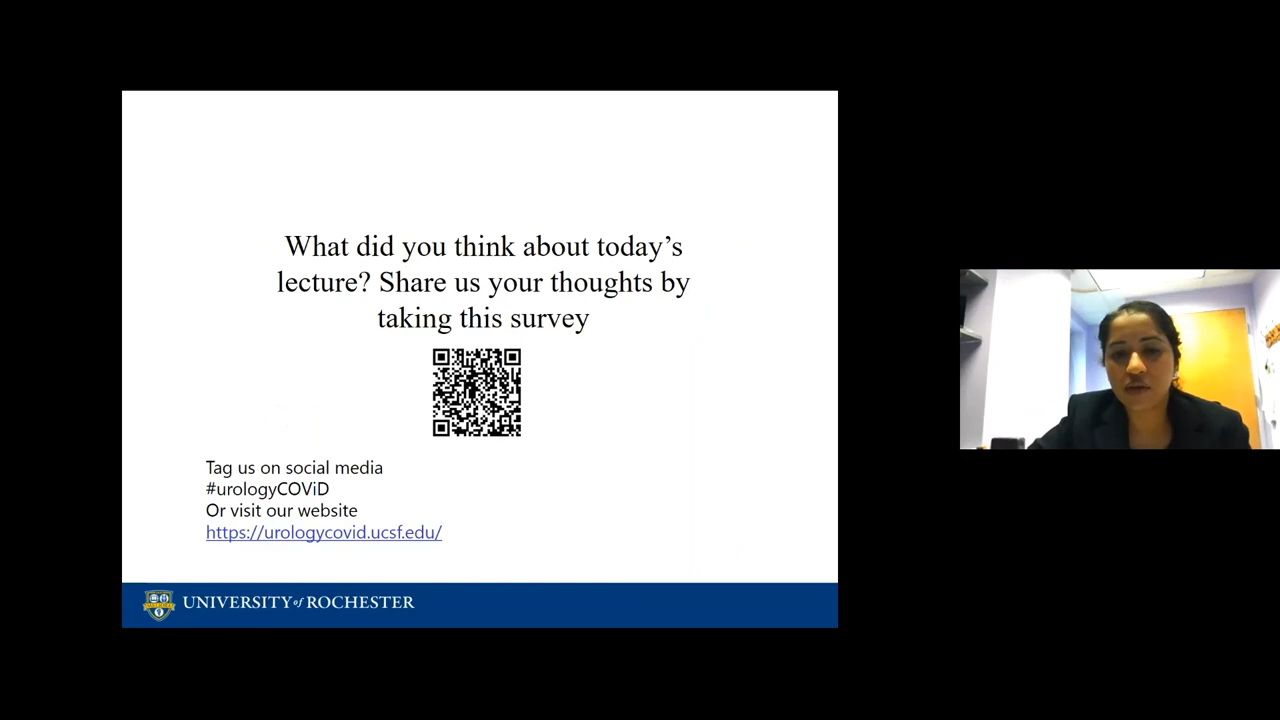 What did you think about today’s
lecture? Share us your thoughts by
taking this survey
Tag us on social media
#urologyCOViD
Or visit our website
https://urologycovid.ucsf.edu/
UNIVERSITY of ROCHESTER